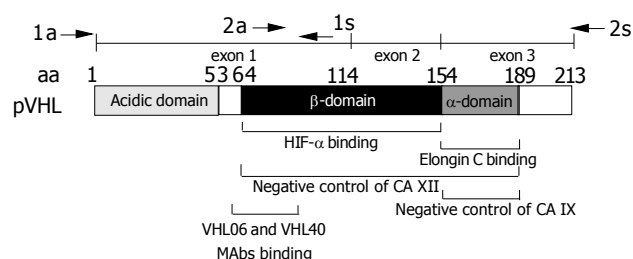 1a 2a 1s 2s
exon 1 exon 2 exon 3
aa 1 53 64 114 154 189 213
pVHL Acidic domain β-domain α-domain
HIF-α binding
Elongin C binding
Negative control of CA XII
Negative control of CA IX
VHL06 and VHL40
MAbs binding